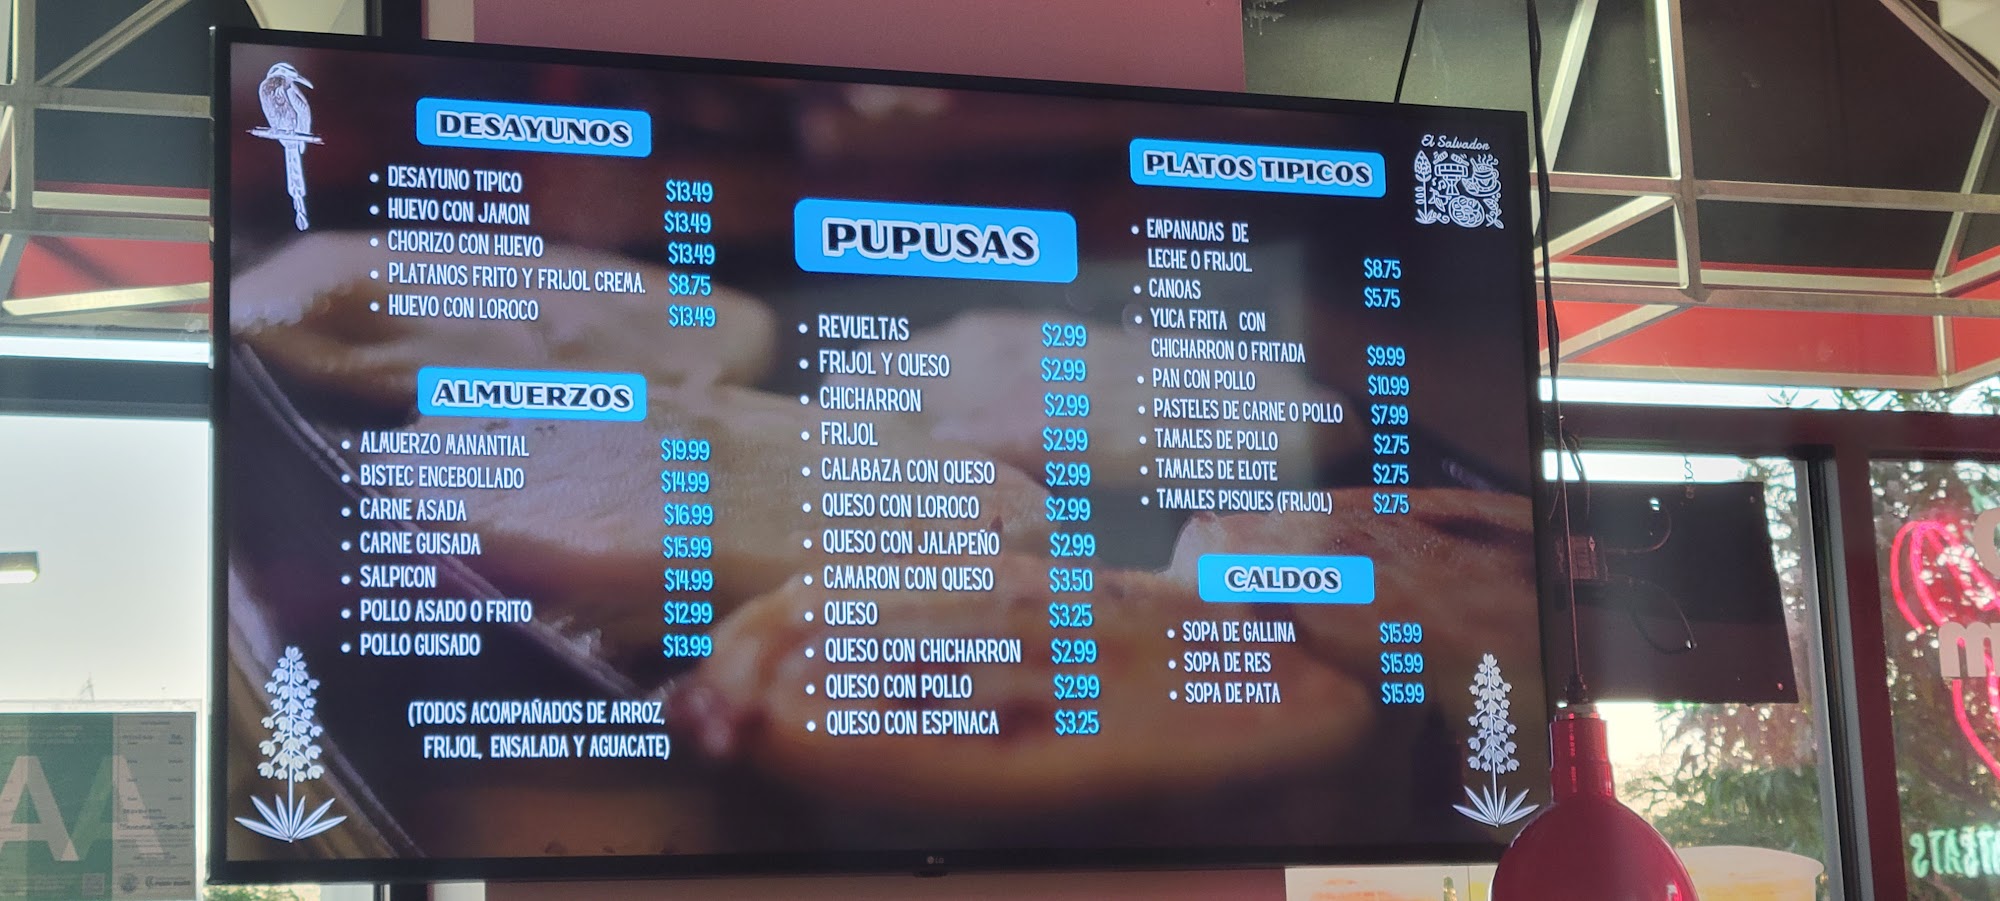 DESAYUNOS
• DESAYUNO TIPICO $13.49
• HUEVO CON JAMON $13.49
• CHORIZO CON HUEVO $13.49
• PLATANOS FRITO Y FRIJOL CREMA. $8.75
• HUEVO CON LOROCO $13.49
ALMUERZOS
• ALMUERZO MANANTIAL $19.99
• BISTEC ENCEBOLLADO $14.99
• CARNE ASADA $16.99
• CARNE GUISADA $15.99
• SALPICON $14.99
• POLLO ASADO O FRITO $12.99
• POLLO GUISADO $13.99
(TODOS ACOMPAÑADOS DE ARROZ,
FRIJOL, ENSALADA Y AGUACATE)
PUPUSAS
• REVUELTAS $2.99
• FRIJOL Y QUESO $2.99
• CHICHARRON $2.99
• FRIJOL $2.99
• CALABAZA CON QUESO $2.99
• QUESO CON LOROCO $2.99
• QUESO CON JALAPEÑO $2.99
• CAMARON CON QUESO $3.50
• QUESO $3.25
• QUESO CON CHICHARRON $2.99
• QUESO CON POLLO $2.99
• QUESO CON ESPINACA $3.25
El Salvador
PLATOS TIPICOS
• EMPANADAS DE
LECHE O FRIJOL $8.75
• CANOAS $5.75
• YUCA FRITA CON
CHICHARRON O FRITADA $9.99
• PAN CON POLLO $10.99
• PASTELES DE CARNE O POLLO $7.99
• TAMALES DE POLLO $2.75
• TAMALES DE ELOTE $2.75
• TAMALES PISQUES (FRIJOL) $2.75
CALDOS
• SOPA DE GALLINA $15.99
• SOPA DE RES $15.99
• SOPA DE PATA $15.99
LG